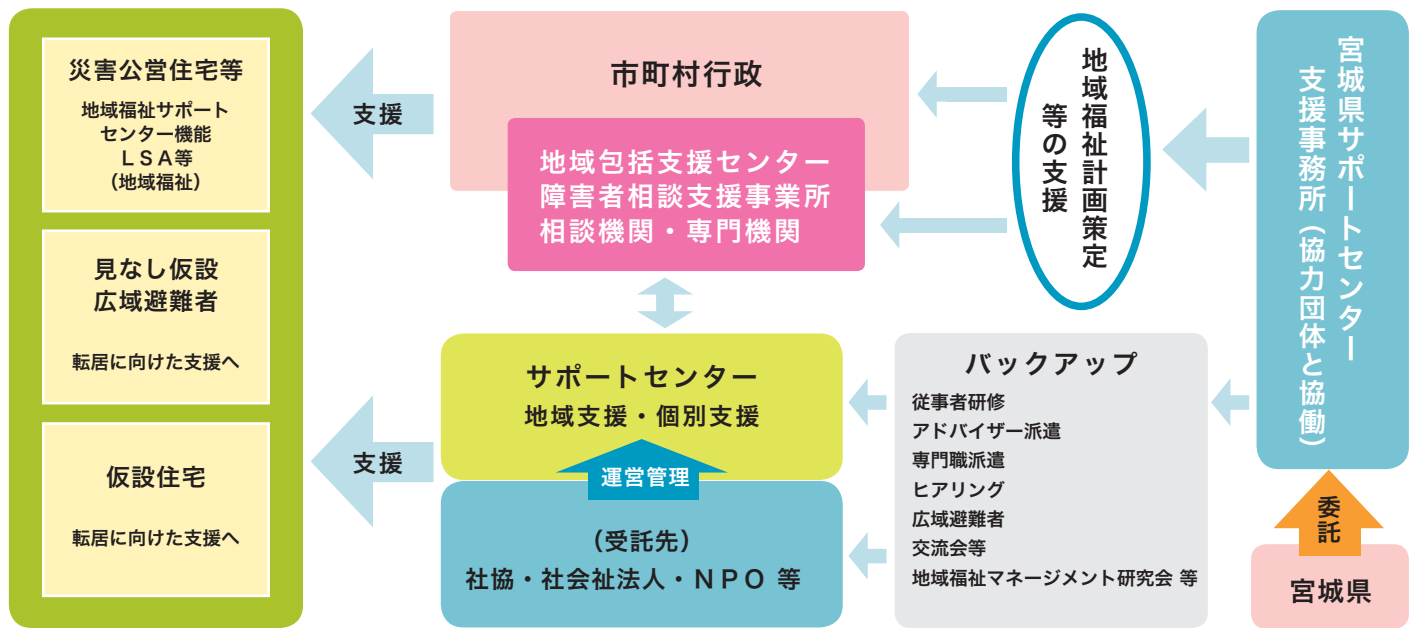 災害公営住宅等
地域福祉サポート
センター機能
ＬＳＡ等
（地域福祉）
見なし仮設
広域避難者
転居に向けた支援へ
仮設住宅
転居に向けた支援へ
支援
支援
市町村行政
地域包括支援センター
障害者相談支援事業所
相談機関・専門機関
サポートセンター
地域支援・個別支援
運営管理
（受託先）
社協・社会祉法人・ＮＰＯ 等
地域福祉計画策定
等の支援
バックアップ
従事者研修
アドバイザー派遣
専門職派遣
ヒアリング
広域避難者
交流会等
地域福祉マネージメント研究会 等
宮城県サポートセンター
支援事務所（協力団体と協働）
委託
宮城県